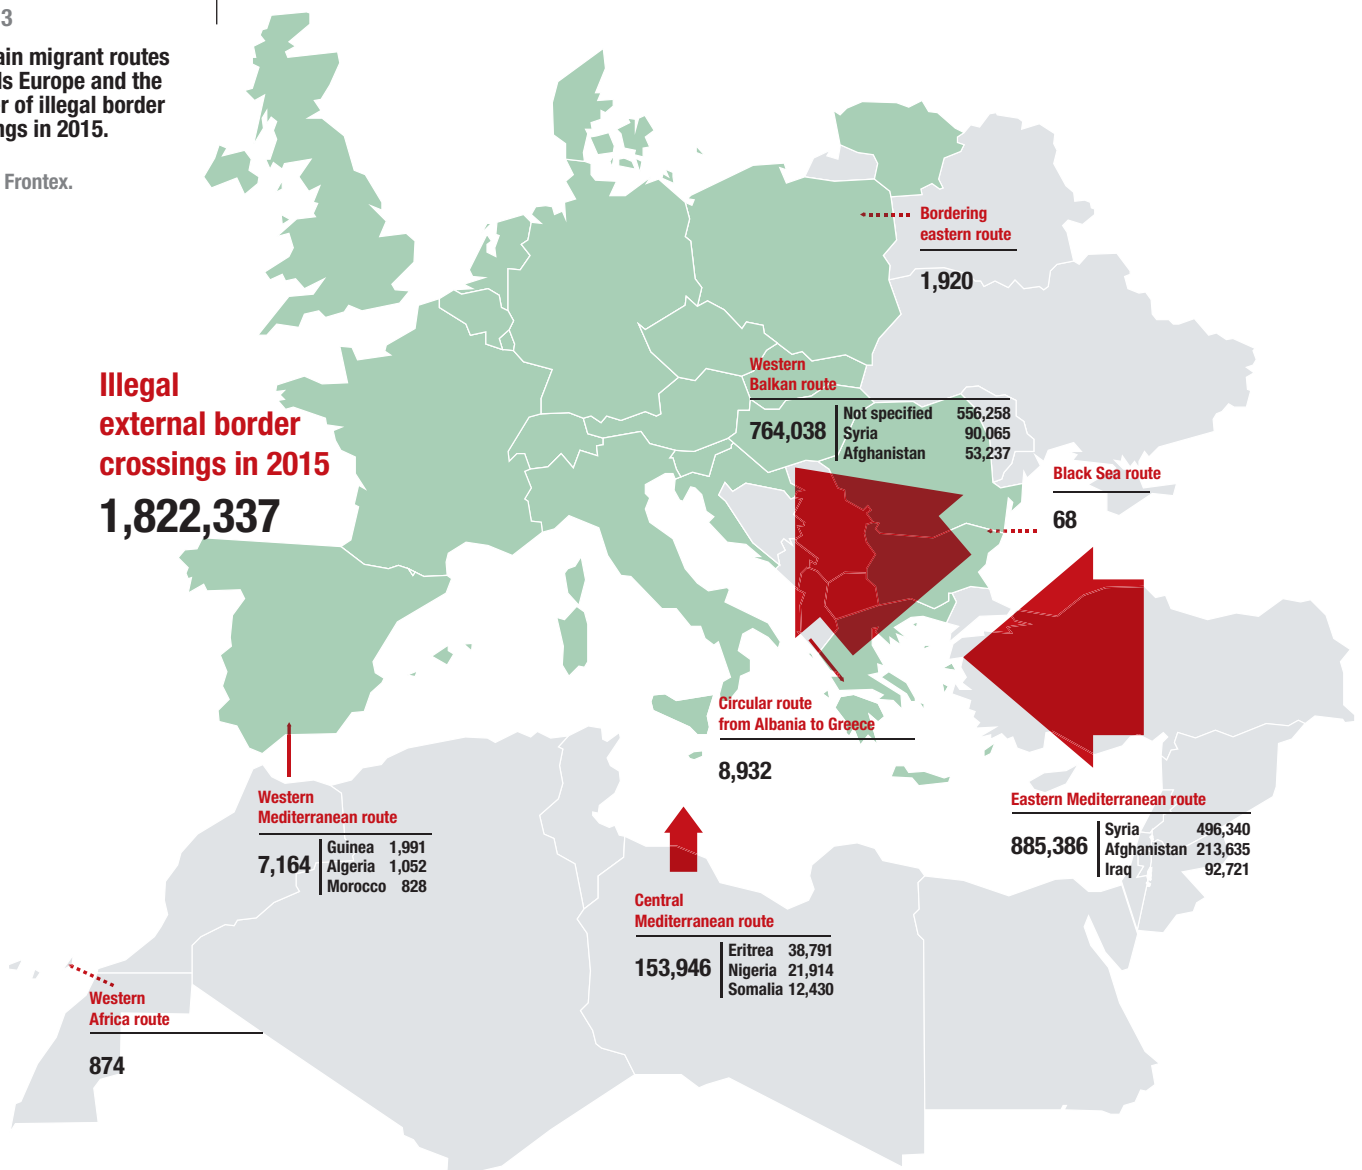 3
ain migrant routes
ls Europe and the
r of illegal border
ngs in 2015.
Frontex.
Bordering
eastern route
1,920
Illegal
external border
crossings in 2015
1,822,337
Western
Balkan route
764,038
Not specified 556,258
Syria 90,065
Afghanistan 53,237
Black Sea route
68
Circular route
from Albania to Greece
8,932
Western
Mediterranean route
7,164
Guinea 1,991
Algeria 1,052
Morocco 828
Eastern Mediterranean route
885,386
Syria 496,340
Afghanistan 213,635
Iraq 92,721
Central
Mediterranean route
153,946
Eritrea 38,791
Nigeria 21,914
Somalia 12,430
Western
Africa route
874